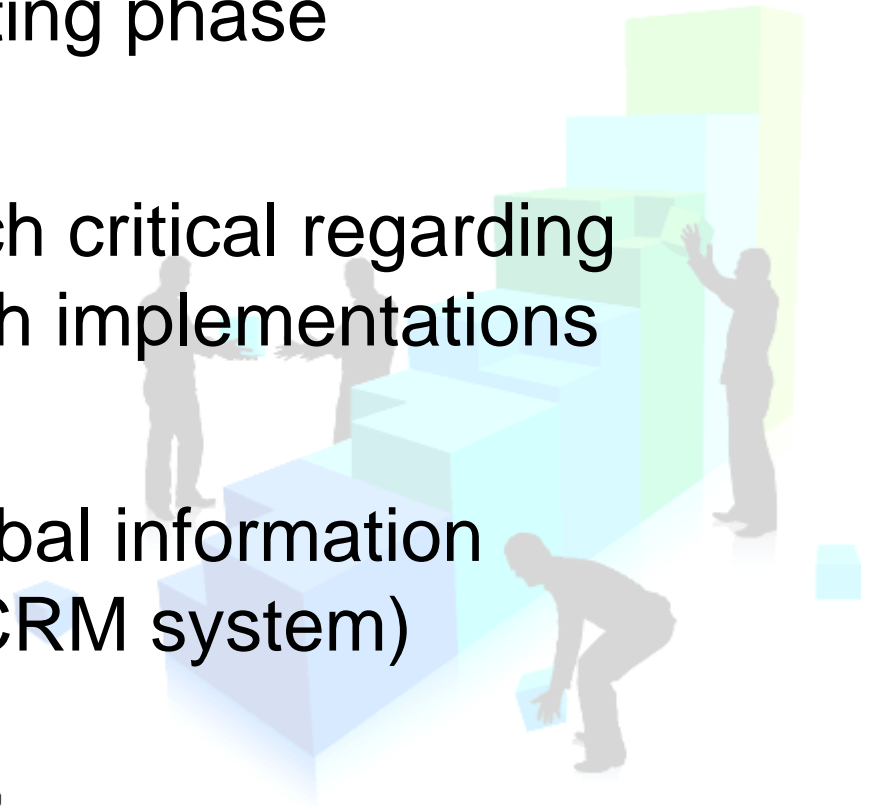 ting phase
ch critical regarding
h implementations
bal information
CRM system)